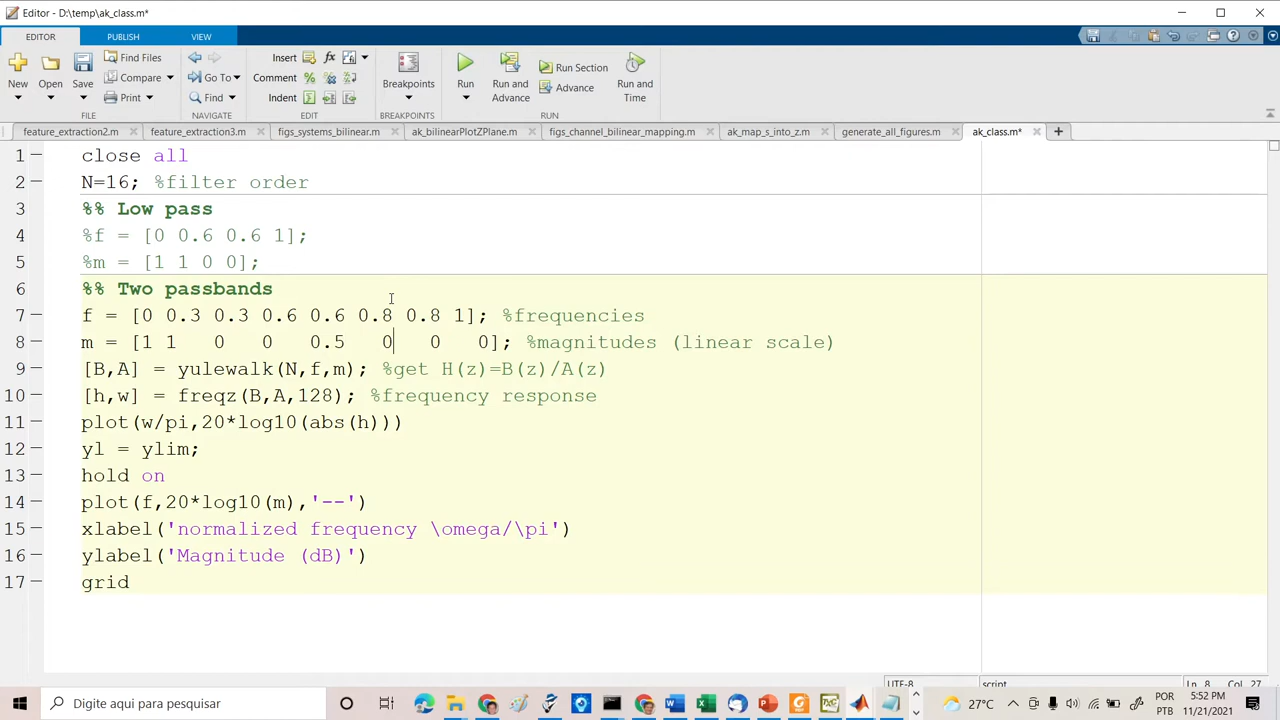 Editor - D:\temp\ak_class.m*
EDITOR PUBLISH VIEW
New Open Save Find Files Compare Print
Go To Find
Insert fx
Comment
Indent
Breakpoints
Run Run and Advance Run Section Advance Run and Time
FILE NAVIGATE EDIT BREAKPOINTS RUN
feature_extraction2.m feature_extraction3.m figs_systems_bilinear.m ak_bilinearPlotZPlane.m figs_channel_bilinear_mapping.m ak_map_s_into_z.m generate_all_figures.m ak_class.m*
1 close all
2 N=16; %filter order
3 %% Low pass
4 %f = [0 0.6 0.6 1];
5 %m = [1 1 0 0];
6 %% Two passbands
7 f = [0 0.3 0.3 0.6 0.6 0.8 0.8 1]; %frequencies
8 m = [1 1 0 0 0.5 0 0 0]; %magnitudes (linear scale)
9 [B,A] = yulewalk(N,f,m); %get H(z)=B(z)/A(z)
10 [h,w] = freqz(B,A,128); %frequency response
11 plot(w/pi,20*log10(abs(h)))
12 yl = ylim;
13 hold on
14 plot(f,20*log10(m),'--')
15 xlabel('normalized frequency \omega/\pi')
16 ylabel('Magnitude (dB)')
17 grid
UTF-8 script Ln 8 Col 27
Digite aqui para pesquisar
27°C
POR
PTB
5:52 PM
11/21/2021